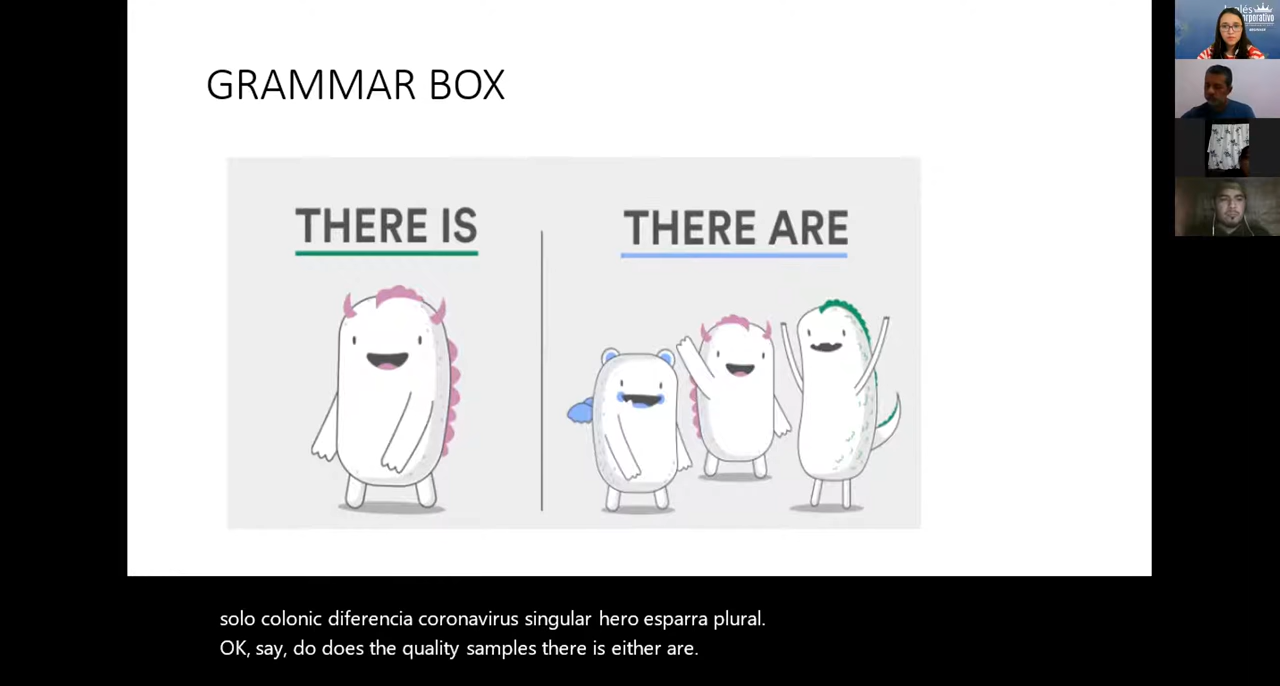 GRAMMAR BOX
THERE IS
THERE ARE
solo colonic diferencia coronavirus singular hero esparra plural.
OK, say, do does the quality samples there is either are.